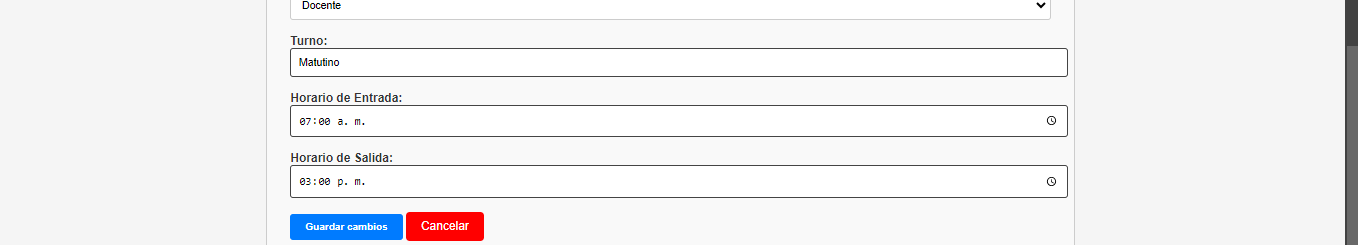 Docente
Turno:
Matutino
Horario de Entrada:
07:00 a. m.
Horario de Salida:
03:00 p. m.
Guardar cambios Cancelar